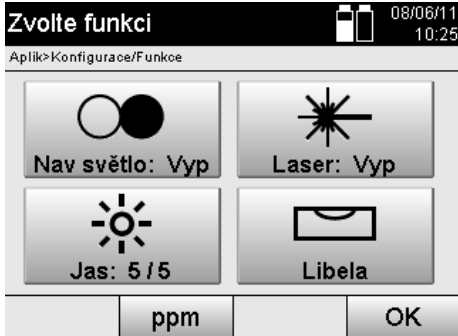 Zvolte funkci
08/06/11
10:25
Aplik>Konfigurace/Funkce
Nav světlo: Vyp
Laser: Vyp
Jas: 5/5
Libela
ppm
OK